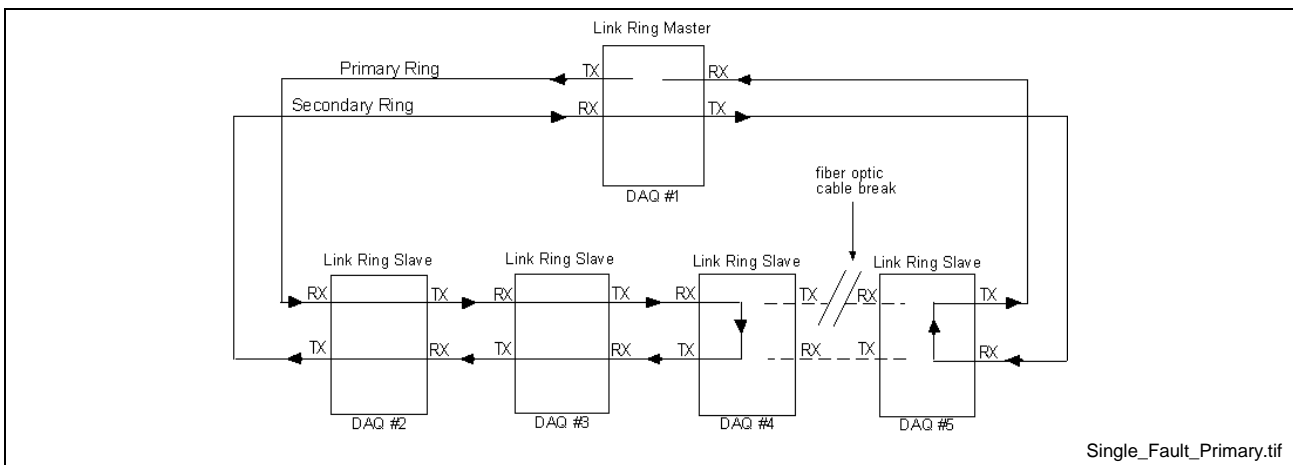 Link Ring Master
Primary Ring
TX
RX
Secondary Ring
RX
TX
DAQ #1
fiber optic
cable break
Link Ring Slave
Link Ring Slave
Link Ring Slave
Link Ring Slave
RX
TX
RX
TX
RX
TX
RX
TX
TX
RX
TX
RX
TX
RX
TX
RX
DAQ #2
DAQ #3
DAQ #4
DAQ #5
Single_Fault_Primary.tif